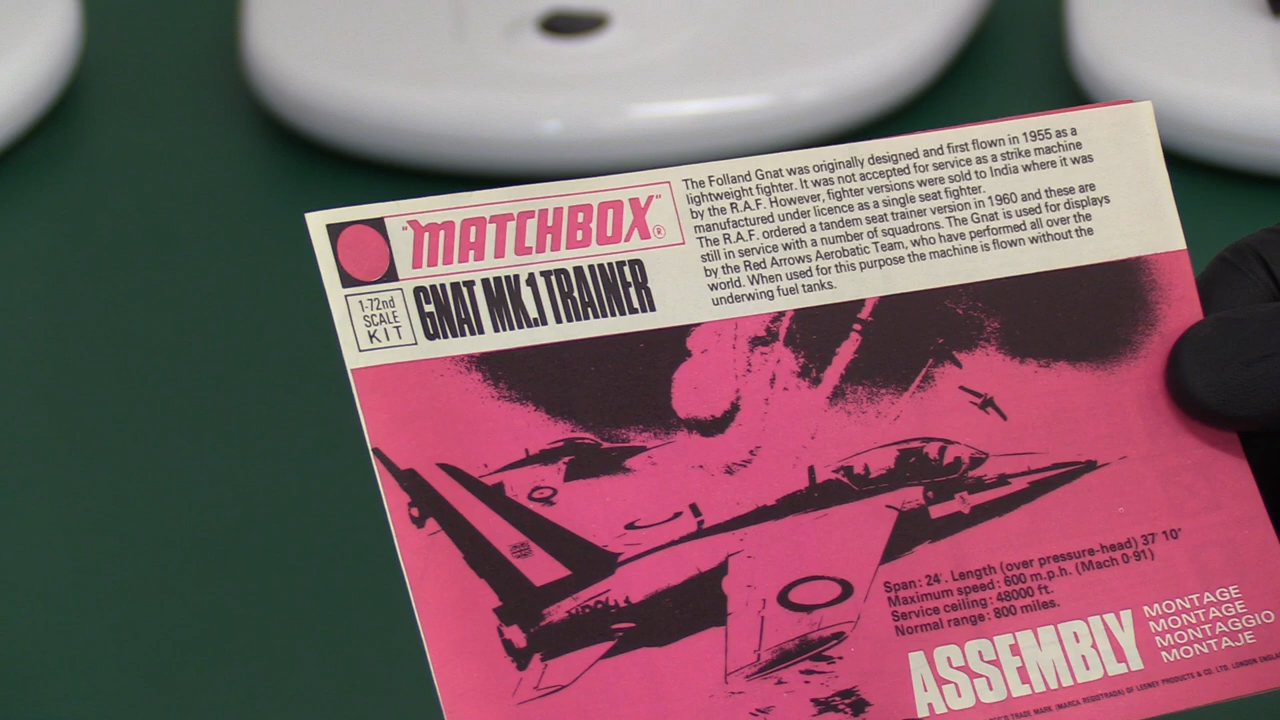 "MATCHBOX"®
1-72nd
SCALE
KIT
GNAT MK.1 TRAINER
The Folland Gnat was originally designed and first flown in 1955 as a
lightweight fighter. It was not accepted for service as a strike machine
by the R.A.F. However, fighter versions were sold to India where it was
manufactured under licence as a single seat fighter.
The R.A.F. ordered a tandem seat trainer version in 1960 and these are
still in service with a number of squadrons. The Gnat is used for displays
by the Red Arrows Aerobatic Team, who have performed all over the
world. When used for this purpose the machine is flown without the
underwing fuel tanks.
Span: 24'. Length (over pressure-head) 37' 10"
Maximum speed: 600 m.p.h. (Mach 0·91)
Service ceiling: 48000 ft.
Normal range: 800 miles.
ASSEMBLY
MONTAGE
MONTAGE
MONTAGGIO
MONTAJE
TRADE MARK (MARCA REGISTRADA) OF LESNEY PRODUCTS & CO. LTD. LONDON